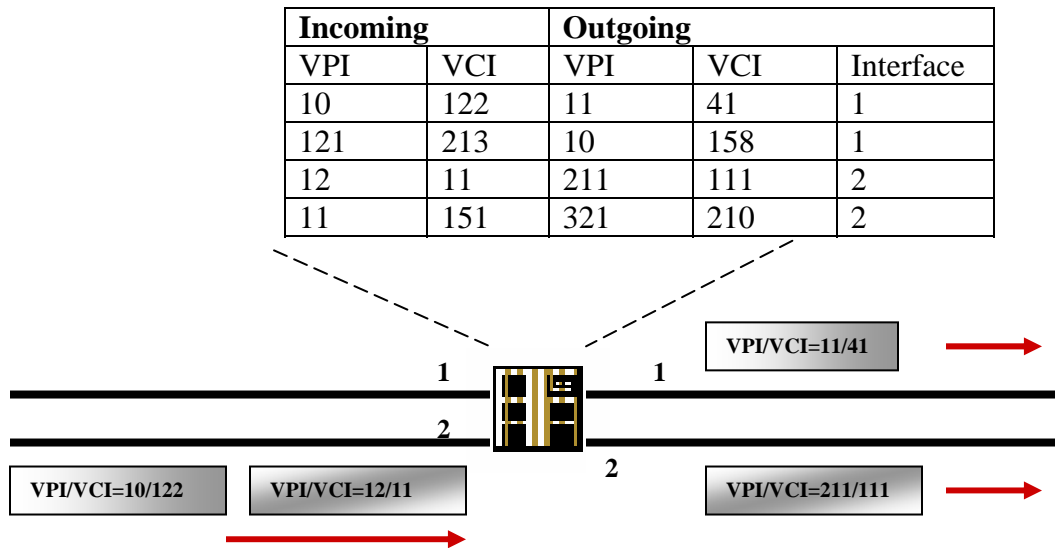 Incoming Outgoing
VPI VCI VPI VCI Interface
10 122 11 41 1
121 213 10 158 1
12 11 211 111 2
11 151 321 210 2
VPI/VCI=11/41
1 1
2
2
VPI/VCI=10/122 VPI/VCI=12/11 VPI/VCI=211/111